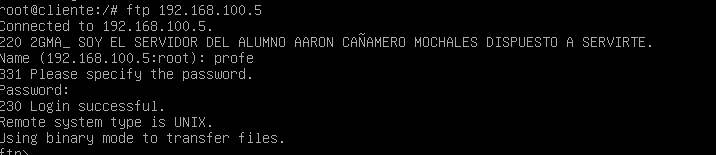 root@cliente:/# ftp 192.168.100.5
Connected to 192.168.100.5.
220 2GMA_ SOY EL SERVIDOR DEL ALUMNO AARON CAÑAMERO MOCHALES DISPUESTO A SERVIRTE.
Name (192.168.100.5:root): profe
331 Please specify the password.
Password:
230 Login successful.
Remote system type is UNIX.
Using binary mode to transfer files.
ftp>